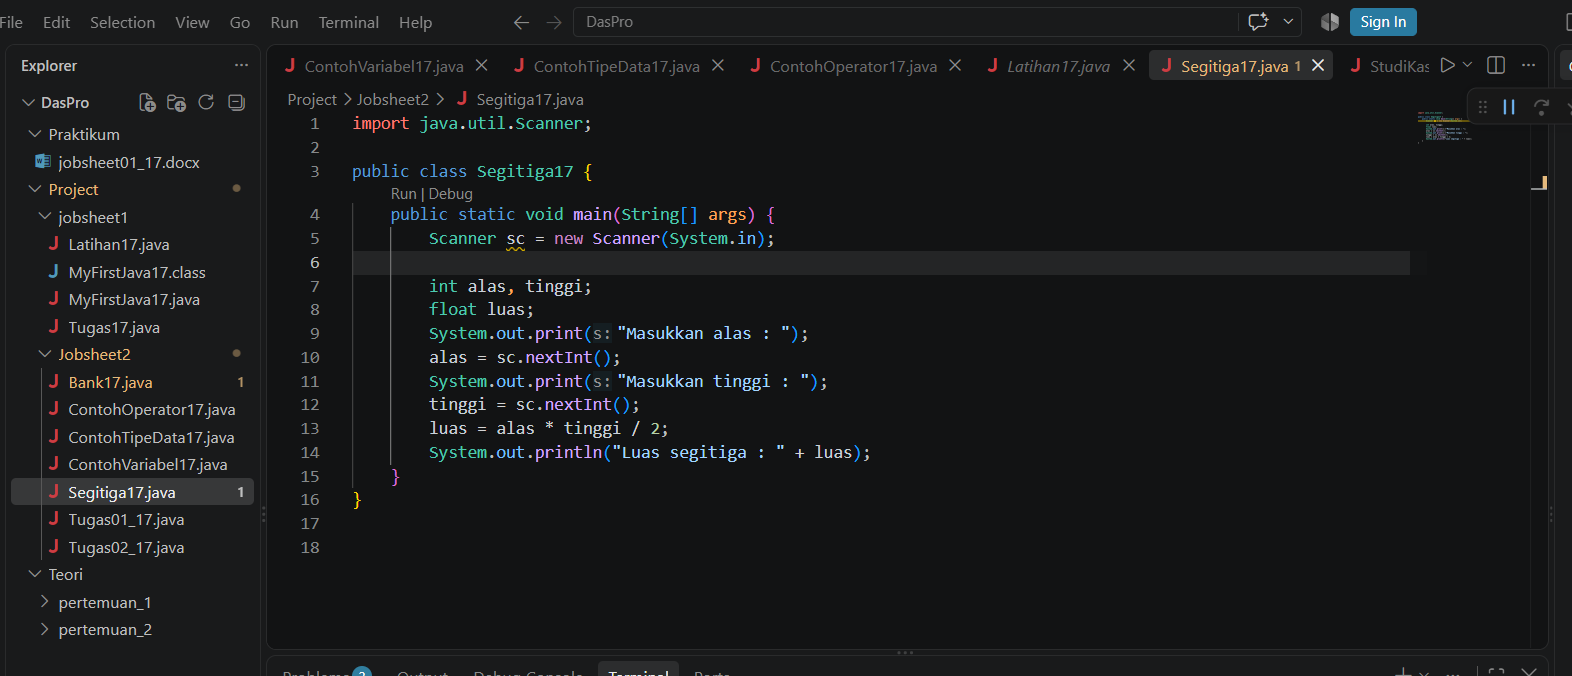 File Edit Selection View Go Run Terminal Help
DasPro
Sign In
Explorer
DasPro
Praktikum
jobsheet01_17.docx
Project
jobsheet1
Latihan17.java
MyFirstJava17.class
MyFirstJava17.java
Tugas17.java
Jobsheet2
Bank17.java 1
ContohOperator17.java
ContohTipeData17.java
ContohVariabel17.java
Segitiga17.java 1
Tugas01_17.java
Tugas02_17.java
Teori
pertemuan_1
pertemuan_2
ContohVariabel17.java ContohTipeData17.java ContohOperator17.java Latihan17.java Segitiga17.java 1 StudiKas
Project > Jobsheet2 > Segitiga17.java
1 import java.util.Scanner;
2
3 public class Segitiga17 {
Run | Debug
4 public static void main(String[] args) {
5 Scanner sc = new Scanner(System.in);
6
7 int alas, tinggi;
8 float luas;
9 System.out.print(s: "Masukkan alas : ");
10 alas = sc.nextInt();
11 System.out.print(s: "Masukkan tinggi : ");
12 tinggi = sc.nextInt();
13 luas = alas * tinggi / 2;
14 System.out.println("Luas segitiga : " + luas);
15 }
16 }
17
18
Problems 2 Output Debug Console Terminal Ports